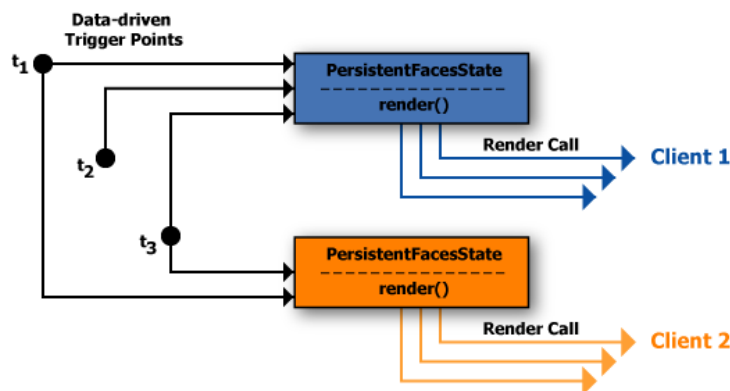 Data-driven
Trigger Points
t1
PersistentFacesState
render()
t2
Render Call
Client 1
t3
PersistentFacesState
render()
Render Call
Client 2